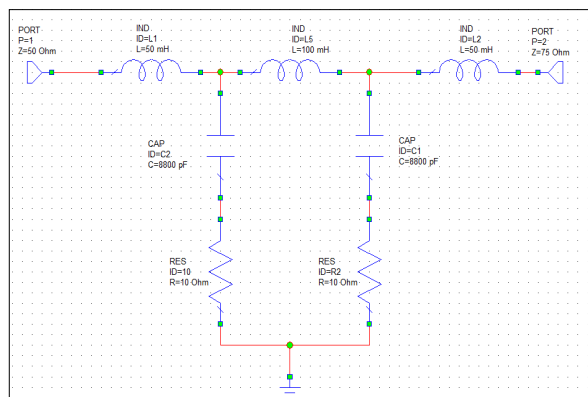 PORT
P=1
Z=50 Ohm
IND
ID=L1
L=50 mH
IND
ID=L5
L=100 mH
IND
ID=L2
L=50 mH
PORT
P=2
Z=75 Ohm
CAP
ID=C2
C=8800 pF
CAP
ID=C1
C=8800 pF
RES
ID=10
R=10 Ohm
RES
ID=R2
R=10 Ohm